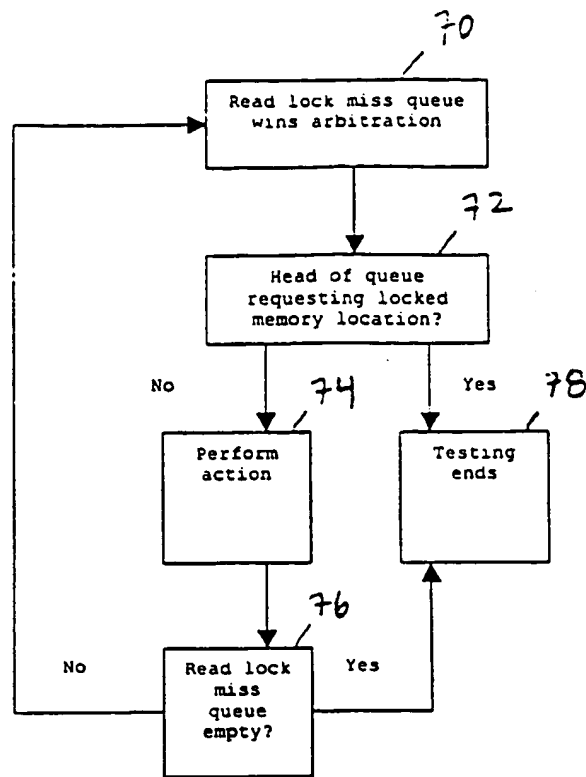 70
Read lock miss queue
wins arbitration
72
Head of queue
requesting locked
memory location?
No
Yes
74
78
Perform
action
Testing
ends
76
No
Read lock
miss
queue
empty?
Yes